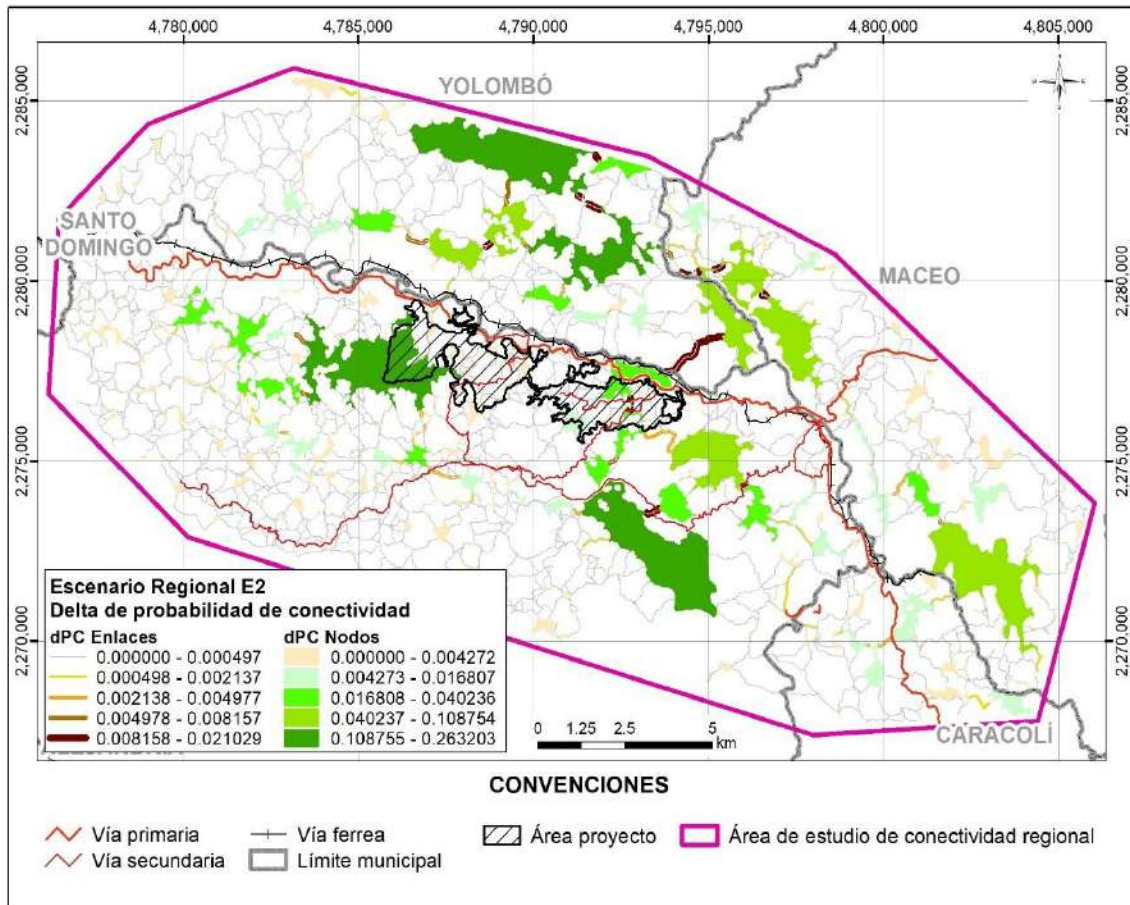 4,780,000 4,785,000 4,790,000 4,795,000 4,800,000 4,805,000
YOLOMBÓ
2,285,000 2,285,000
SANTO
DOMINGO
MACEO
2,280,000 2,280,000
2,275,000 2,275,000
2,270,000 2,270,000
CARACOLÍ
Escenario Regional E2
Delta de probabilidad de conectividad
dPC Enlaces dPC Nodos
0.000000 - 0.000497 0.000000 - 0.004272
0.000498 - 0.002137 0.004273 - 0.016807
0.002138 - 0.004977 0.016808 - 0.040236
0.004978 - 0.008157 0.040237 - 0.108754
0.008158 - 0.021029 0.108755 - 0.263203
0 1.25 2.5 5
km
CONVENCIONES
Vía primaria Vía ferrea Área proyecto Área de estudio de conectividad regional
Vía secundaria Límite municipal